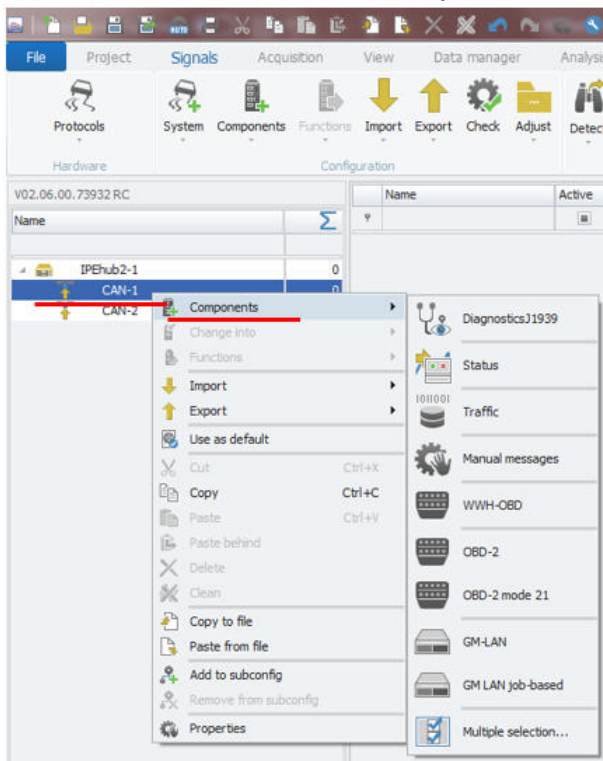 AUTO
File Project Signals Acquisition View Data manager Analysis
Protocols System Components Functions Import Export Check Adjust Detect
Hardware Configuration
V02.06.00.73932 RC Name Active
Name Σ
IPEhub2-1 0
CAN-1 0
CAN-2
Components
Change into
Functions
Import
Export
Use as default
Cut Ctrl+X
Copy Ctrl+C
Paste Ctrl+V
Paste behind
Delete
Clean
Copy to file
Paste from file
Add to subconfig
Remove from subconfig
Properties
DiagnosticsJ1939
Status
1011001
Traffic
Manual messages
WWH-OBD
OBD-2
OBD-2 mode 21
GM-LAN
GM LAN job-based
Multiple selection...